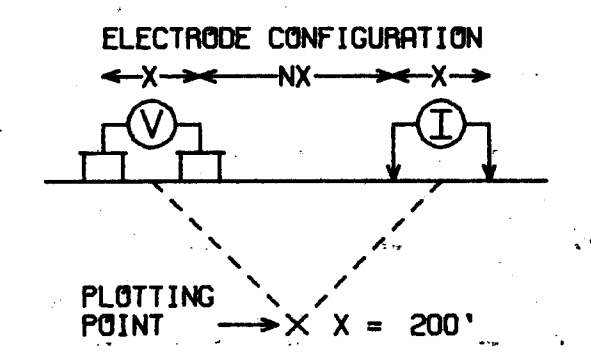 ELECTRODE CONFIGURATION
X NX X
V I
PLOTTING
POINT X = 200'